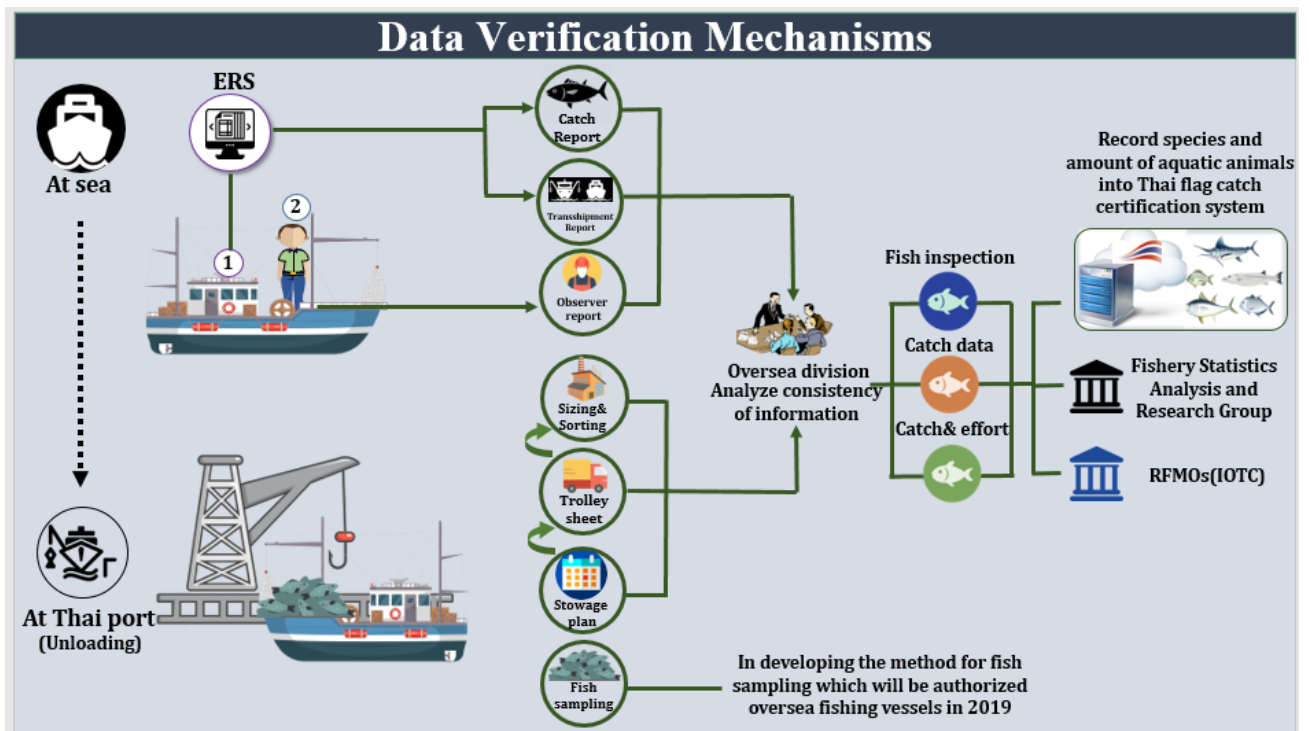 Data Verification Mechanisms
ERS
At sea
1
2
Catch
Report
Transshipment
Report
Observer
report
Sizing&
Sorting
Trolley
sheet
Stowage
plan
Fish
sampling
At Thai port
(Unloading)
Oversea division
Analyze consistency
of information
Fish inspection
Catch data
Catch& effort
Record species and
amount of aquatic animals
into Thai flag catch
certification system
Fishery Statistics
Analysis and
Research Group
RFMOs(IOTC)
In developing the method for fish
sampling which will be authorized
oversea fishing vessels in 2019